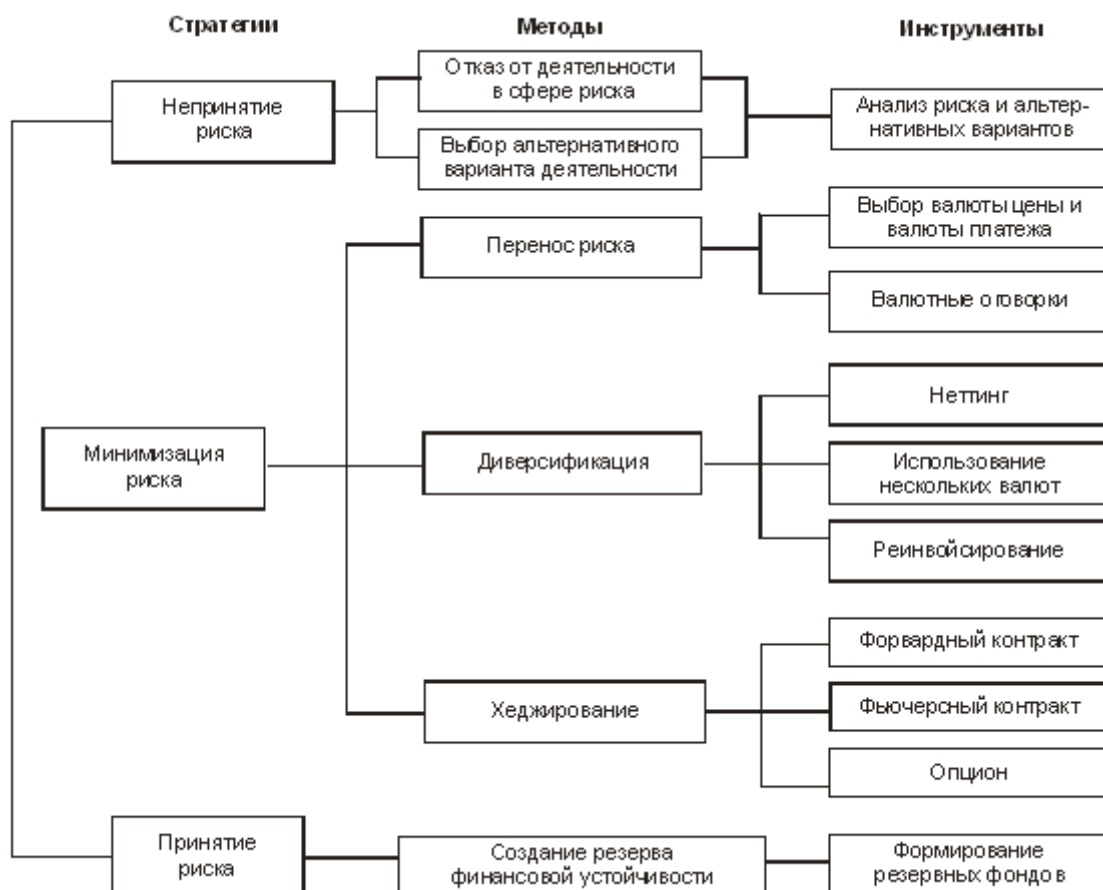 Стратегии
Методы
Инструменты
Непринятие
риска
Отказ от деятельности
в сфере риска
Выбор альтернативного
варианта деятельности
Анализ риска и альтер-
нативных вариантов
Минимизация
риска
Перенос риска
Выбор валюты цены и
валюты платежа
Валютные оговорки
Диверсификация
Неттинг
Использование
нескольких валют
Реинвойсирование
Хеджирование
Форвардный контракт
Фьючерсный контракт
Опцион
Принятие
риска
Создание резерва
финансовой устойчивости
Формирование
резервных фондов